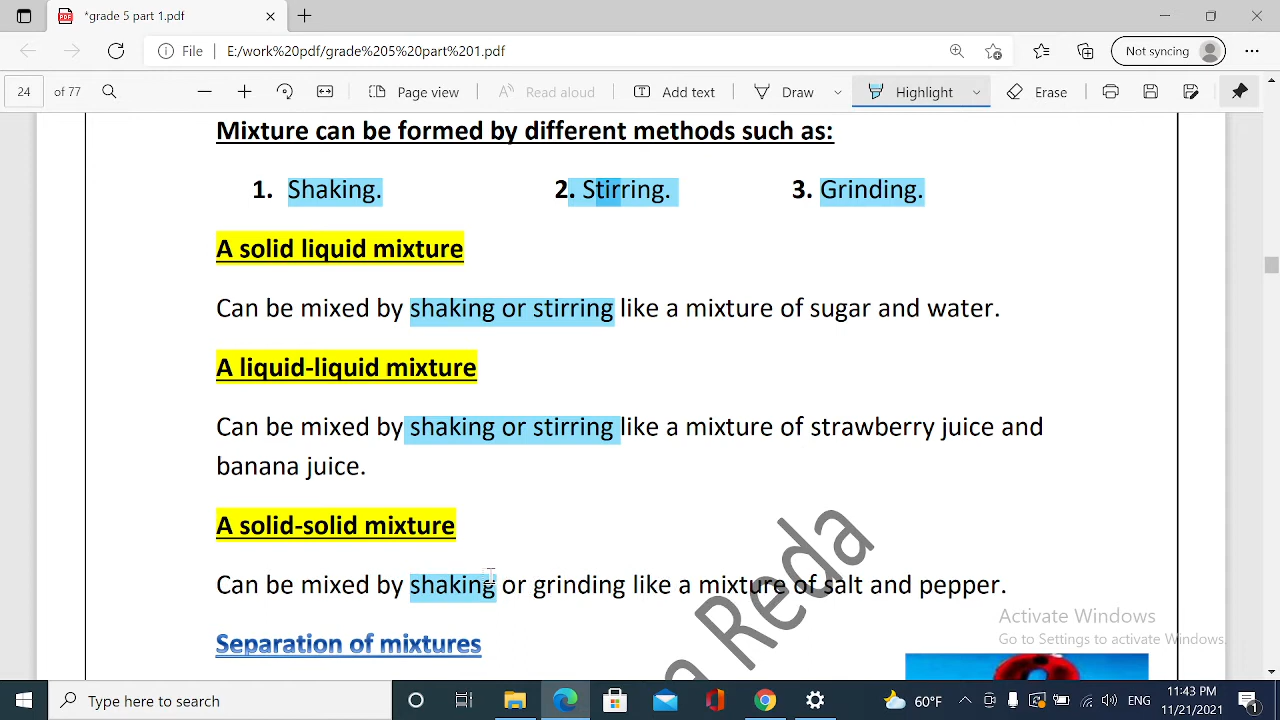 *grade 5 part 1.pdf
File E:/work%20pdf/grade%205%20part%201.pdf Not syncing
24 of 77 Page view Read aloud Add text Draw Highlight Erase
Mixture can be formed by different methods such as:
1. Shaking. 2. Stirring. 3. Grinding.
A solid liquid mixture
Can be mixed by shaking or stirring like a mixture of sugar and water.
A liquid-liquid mixture
Can be mixed by shaking or stirring like a mixture of strawberry juice and
banana juice.
A solid-solid mixture
Can be mixed by shaking or grinding like a mixture of salt and pepper.
Reda
Activate Windows
Go to Settings to activate Windows.
Separation of mixtures
Type here to search 60°F ENG 11:43 PM
11/21/2021